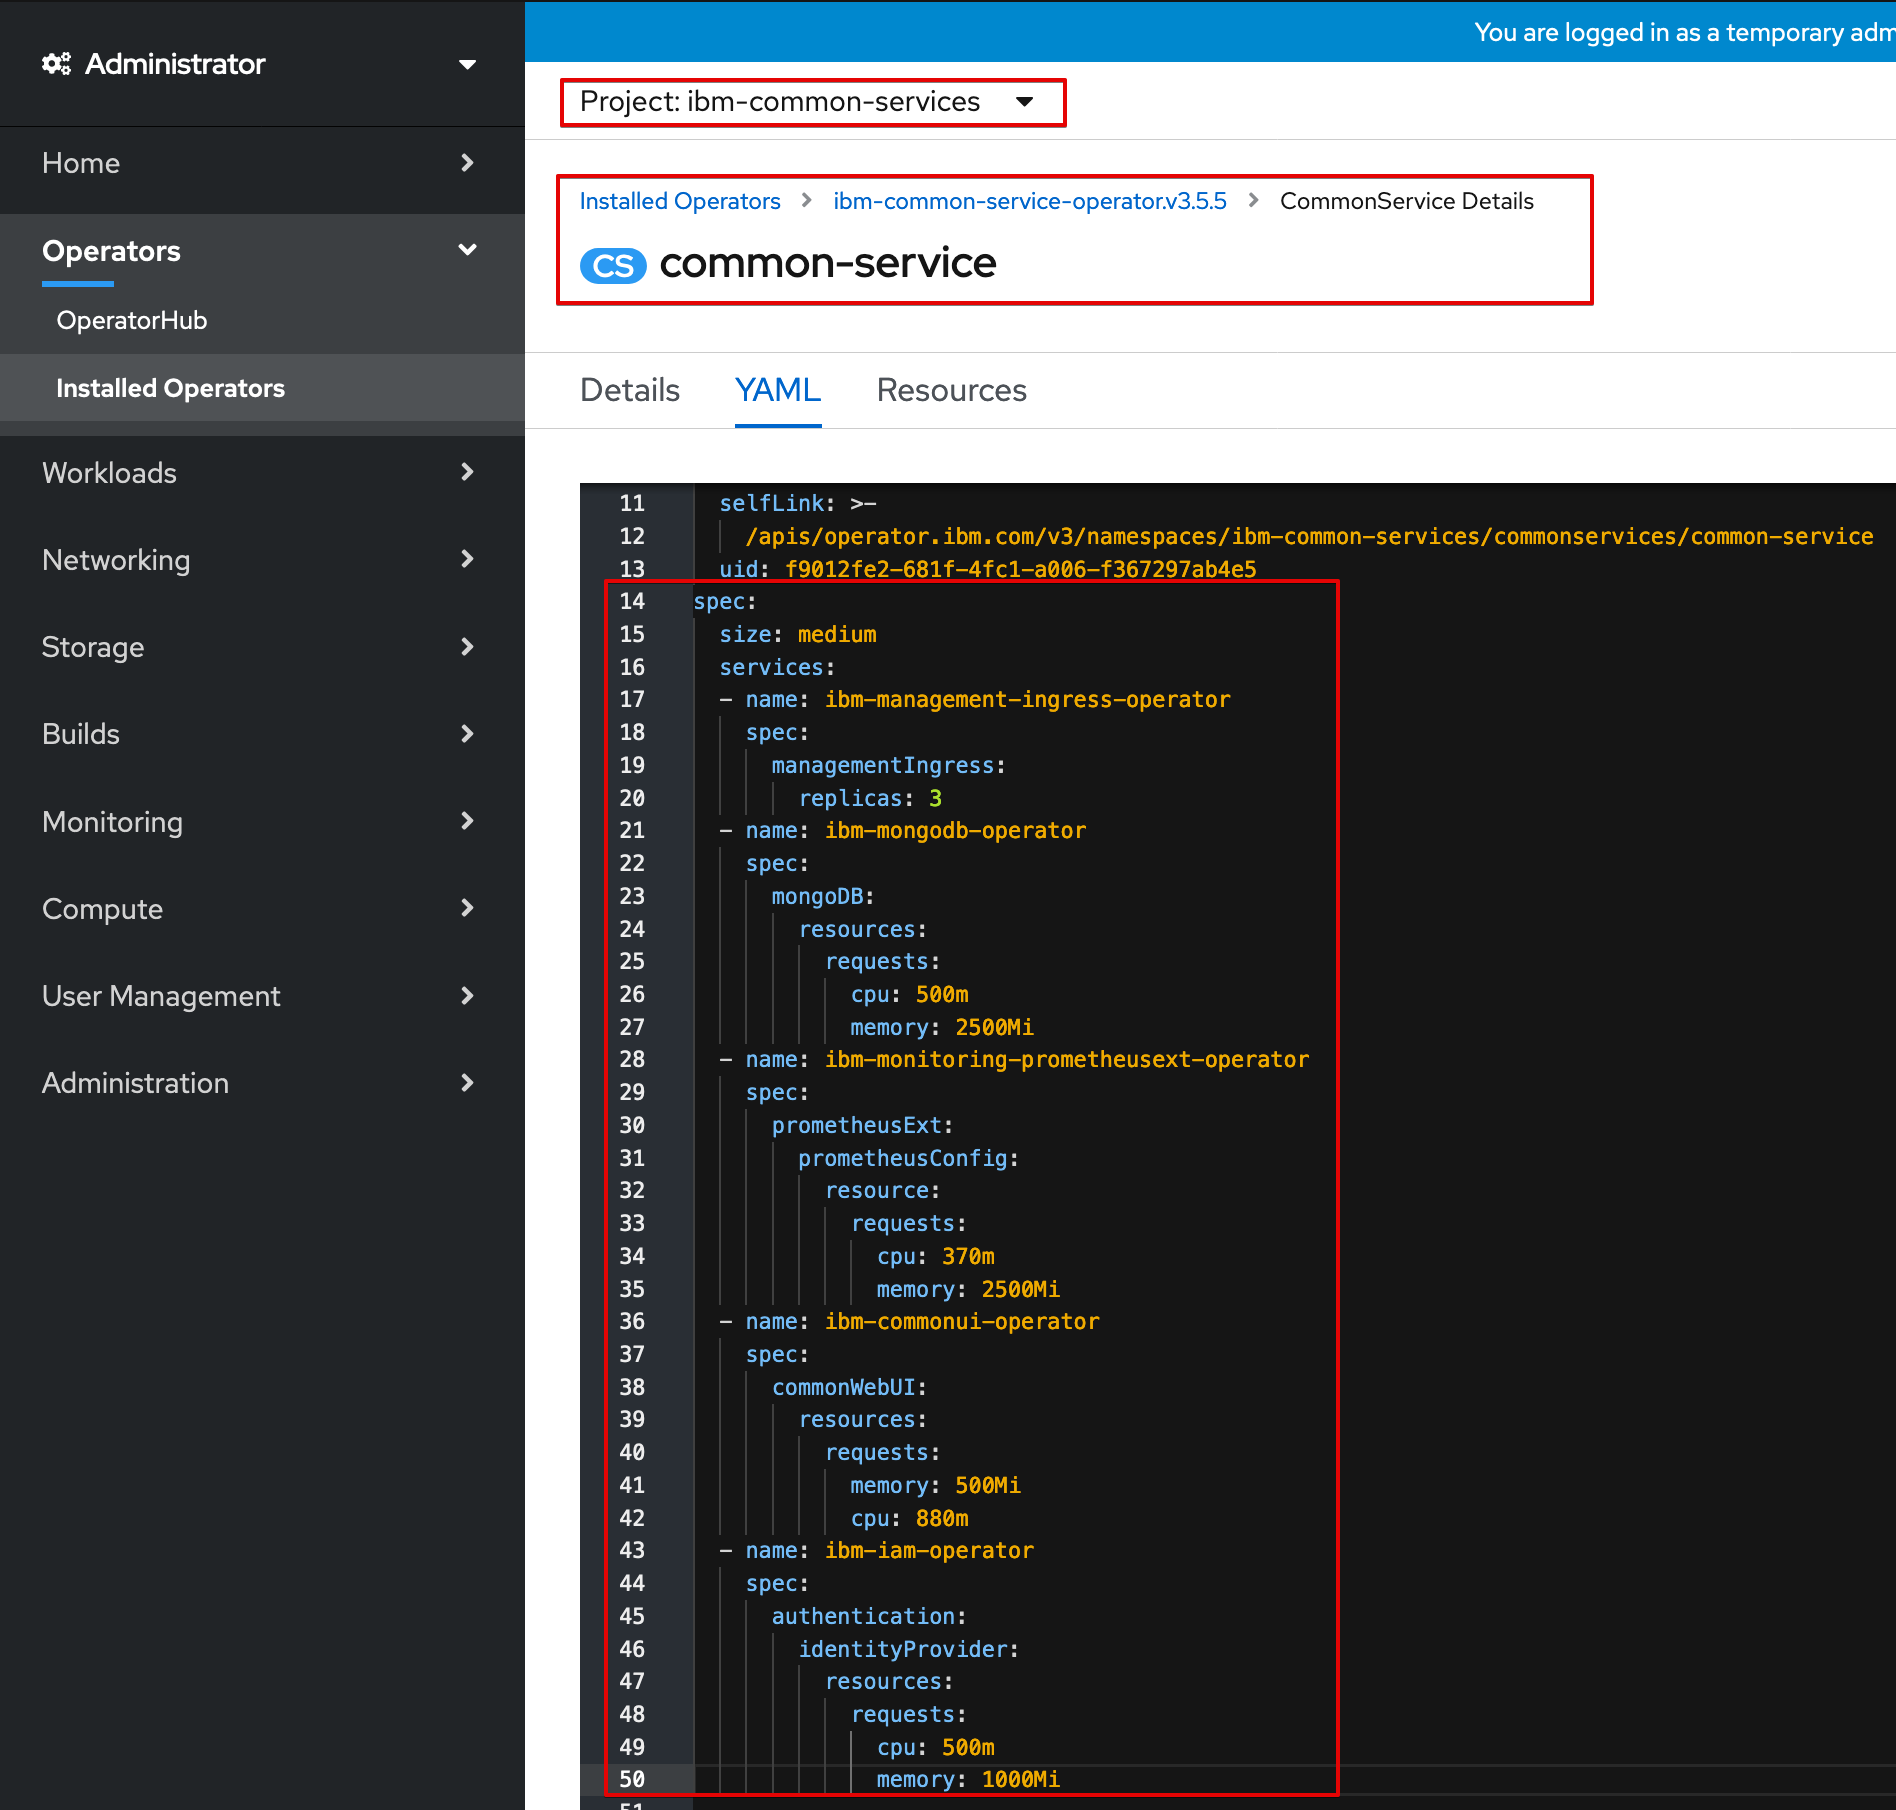 Administrator
Home
Operators
OperatorHub
Installed Operators
Workloads
Networking
Storage
Builds
Monitoring
Compute
User Management
Administration
You are logged in as a temporary adm
Project: ibm-common-services
Installed Operators > ibm-common-service-operator.v3.5.5 > CommonService Details
CS common-service
Details YAML Resources
11 selfLink: >-
12 /apis/operator.ibm.com/v3/namespaces/ibm-common-services/commonservices/common-service
13 uid: f9012fe2-681f-4fc1-a006-f367297ab4e5
14 spec:
15 size: medium
16 services:
17 - name: ibm-management-ingress-operator
18 spec:
19 managementIngress:
20 replicas: 3
21 - name: ibm-mongodb-operator
22 spec:
23 mongoDB:
24 resources:
25 requests:
26 cpu: 500m
27 memory: 2500Mi
28 - name: ibm-monitoring-prometheusext-operator
29 spec:
30 prometheusExt:
31 prometheusConfig:
32 resource:
33 requests:
34 cpu: 370m
35 memory: 2500Mi
36 - name: ibm-commonui-operator
37 spec:
38 commonWebUI:
39 resources:
40 requests:
41 memory: 500Mi
42 cpu: 880m
43 - name: ibm-iam-operator
44 spec:
45 authentication:
46 identityProvider:
47 resources:
48 requests:
49 cpu: 500m
50 memory: 1000Mi
51